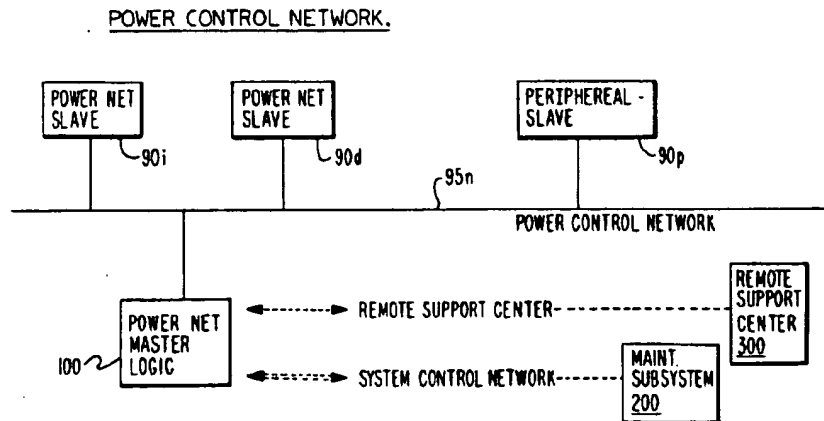 POWER CONTROL NETWORK.
POWER NET
SLAVE
90i
POWER NET
SLAVE
90d
PERIPHEREAL -
SLAVE
90p
95n
POWER CONTROL NETWORK
POWER NET
MASTER
LOGIC
100
REMOTE SUPPORT CENTER
REMOTE
SUPPORT
CENTER
300
SYSTEM CONTROL NETWORK
MAINT.
SUBSYSTEM
200